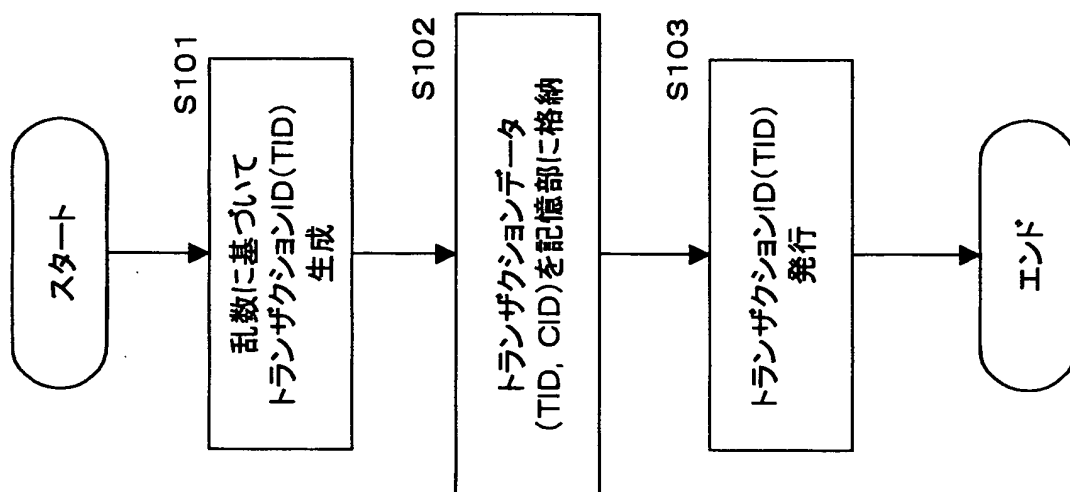 スタート
S101
乱数に基づいて
トランザクションID(TID)
生成
S102
トランザクションデータ
(TID, CID)を記憶部に格納
S103
トランザクションID(TID)
発行
エンド